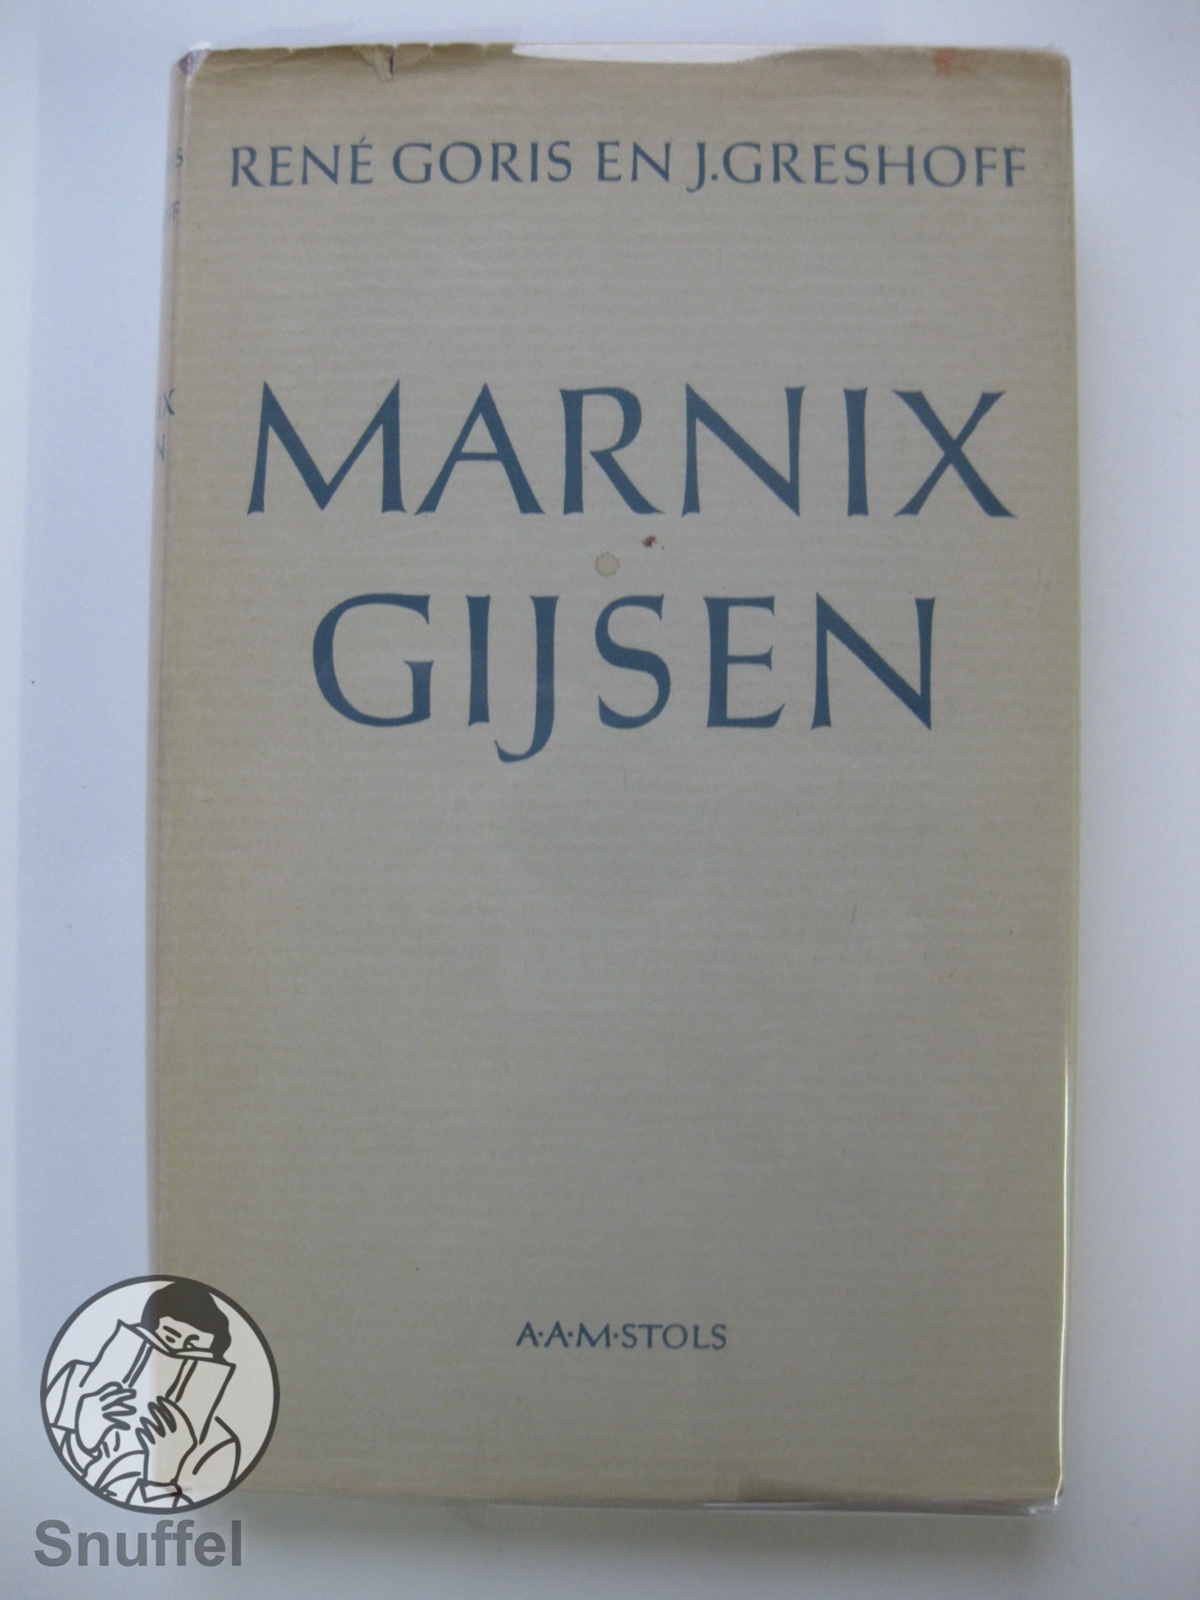 RENÉ GORIS EN J.GRESHOFF
MARNIX
GIJSEN
A·A·M·STOLS
Snuffel